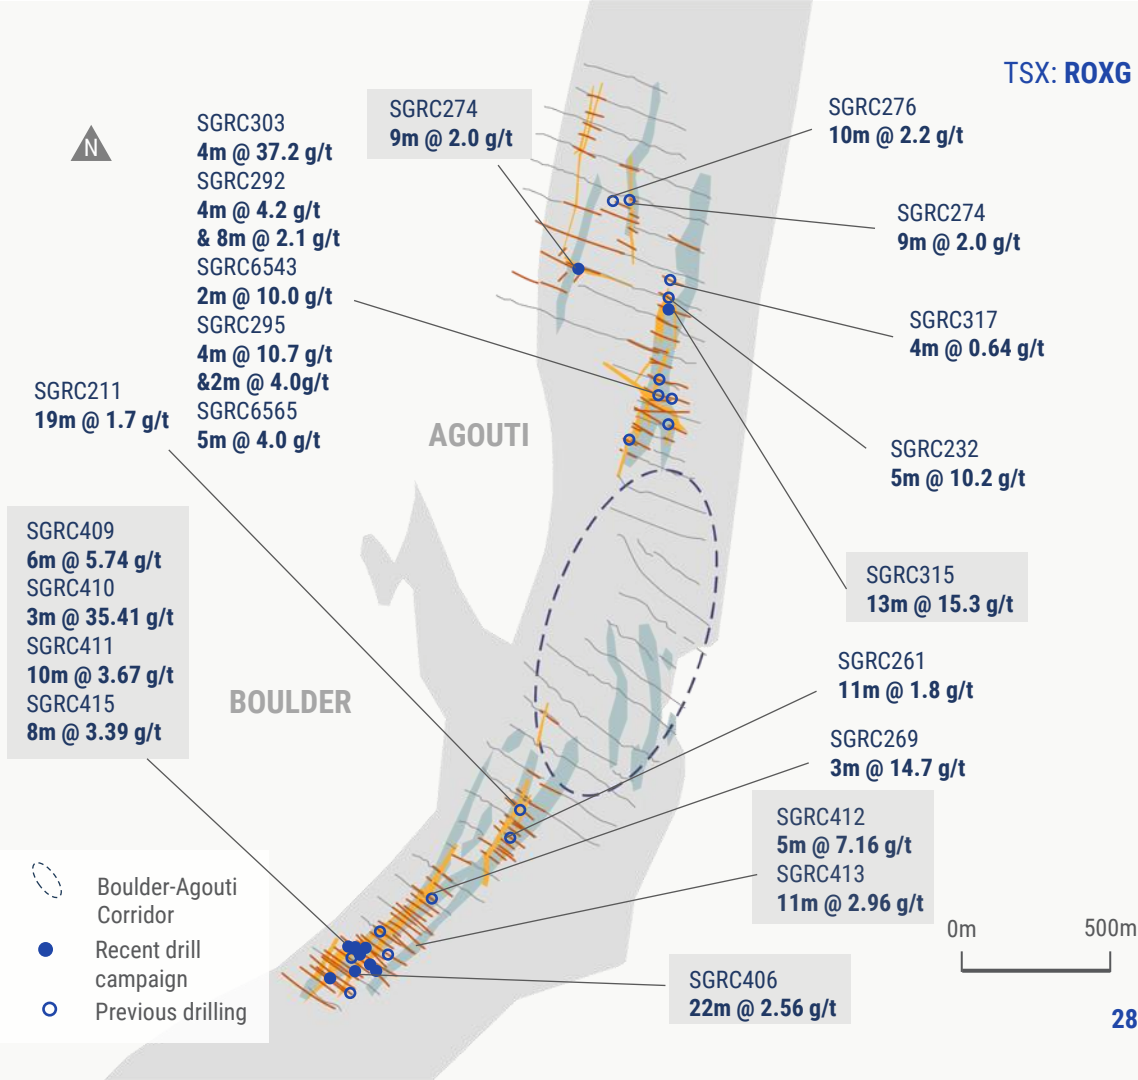 TSX: ROXG
N
SGRC303
4m @ 37.2 g/t
SGRC292
4m @ 4.2 g/t
& 8m @ 2.1 g/t
SGRC6543
2m @ 10.0 g/t
SGRC295
4m @ 10.7 g/t
&2m @ 4.0g/t
SGRC6565
5m @ 4.0 g/t
SGRC274
9m @ 2.0 g/t
SGRC276
10m @ 2.2 g/t
SGRC274
9m @ 2.0 g/t
SGRC317
4m @ 0.64 g/t
SGRC211
19m @ 1.7 g/t
AGOUTI
SGRC232
5m @ 10.2 g/t
SGRC409
6m @ 5.74 g/t
SGRC410
3m @ 35.41 g/t
SGRC411
10m @ 3.67 g/t
SGRC415
8m @ 3.39 g/t
SGRC315
13m @ 15.3 g/t
BOULDER
SGRC261
11m @ 1.8 g/t
SGRC269
3m @ 14.7 g/t
SGRC412
5m @ 7.16 g/t
SGRC413
11m @ 2.96 g/t
SGRC406
22m @ 2.56 g/t
Boulder-Agouti
Corridor
Recent drill
campaign
Previous drilling
0m 500m
28